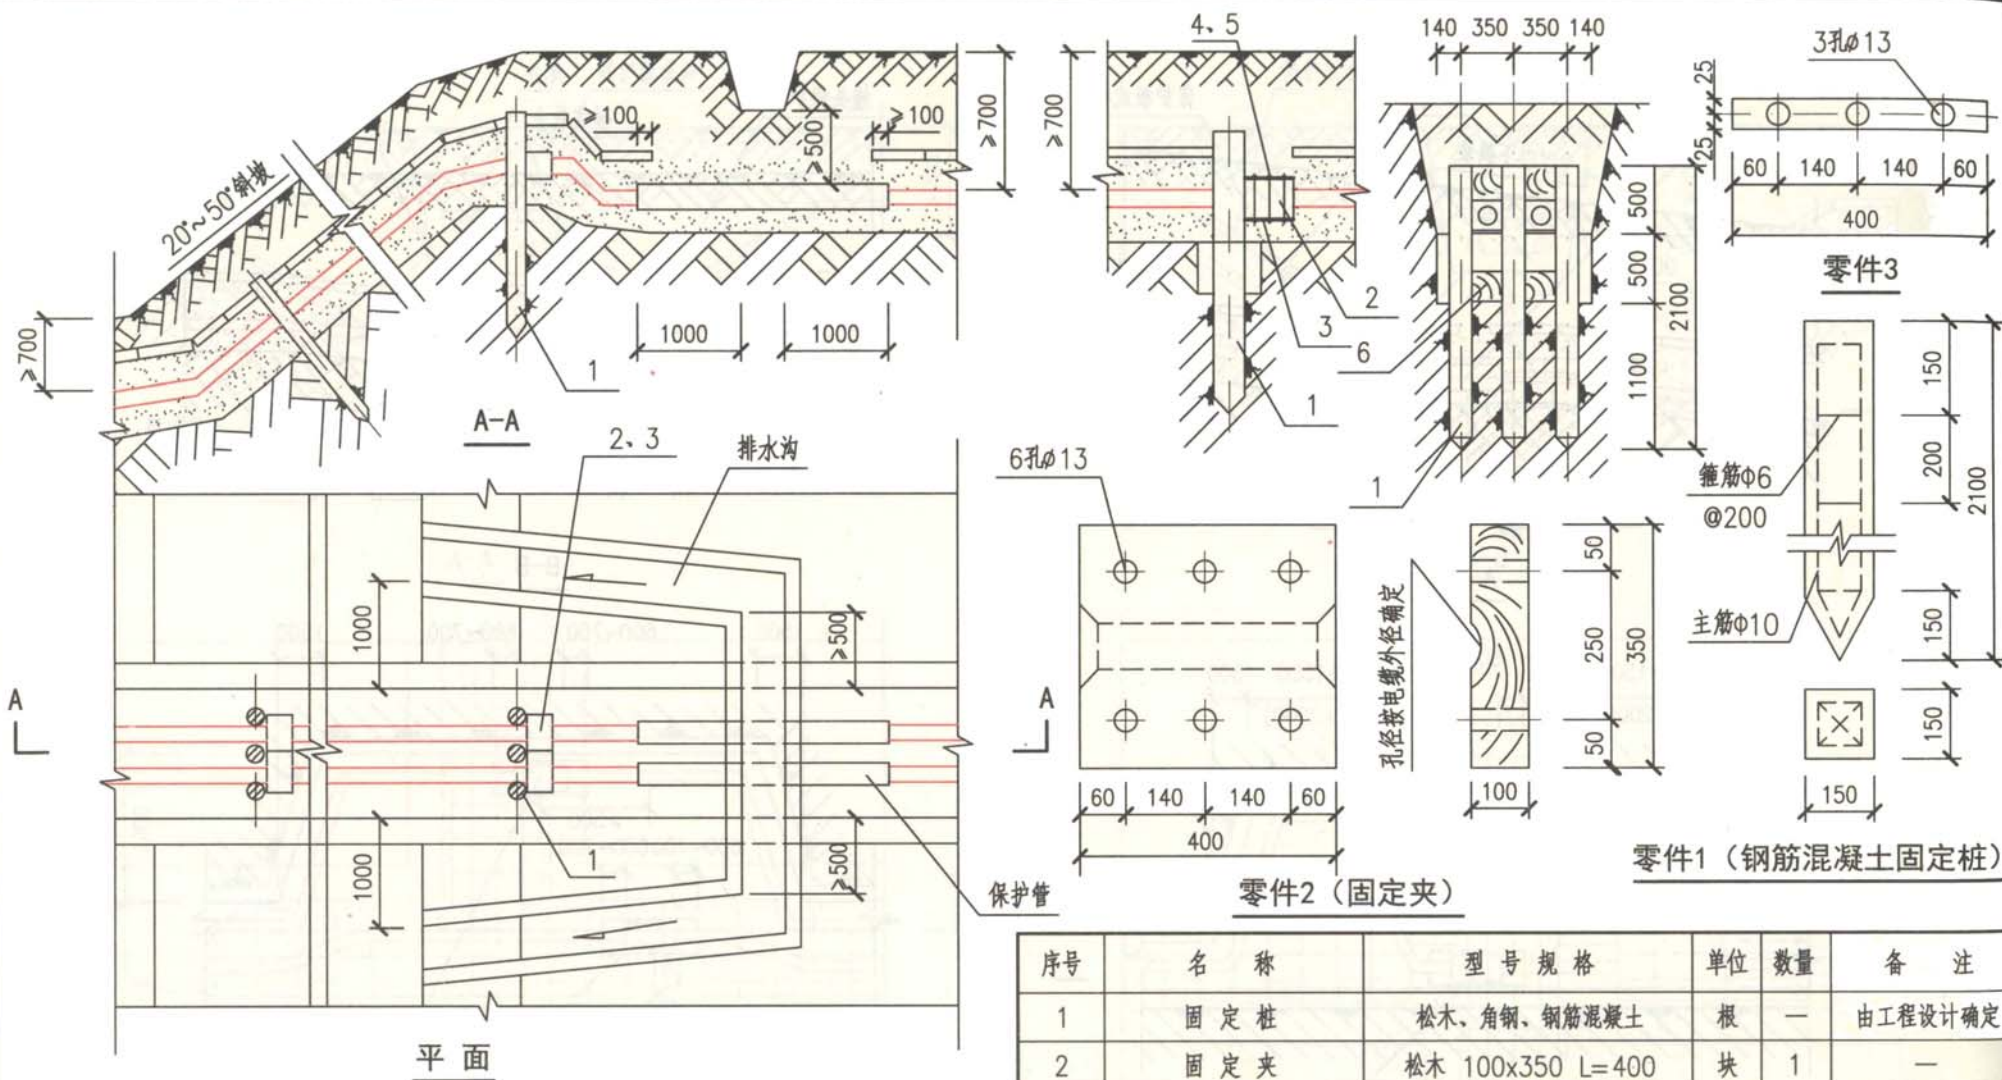 20°~50°斜坡
≥700
≥100
≥500
≥100
≥700
1000
1000
1
A-A
≥700
4、5
2
3
6
1
140 350 350 140
500
500
1100
2100
1
3孔ø13
25
25
60 140 140 60
400
零件3
150
200
2100
150
箍筋Φ6
@200
主筋Φ10
150
150
零件1（钢筋混凝土固定桩）
2、3
排水沟
1000
≥500
A
A
1000
≥500
1
保护管
平 面
6孔ø13
60 140 140 60
400
孔径按电缆外径确定
50
250
350
50
100
零件2（固定夹）
序号 名 称 型 号 规 格 单位 数量 备 注
1 固 定 桩 松木、角钢、钢筋混凝土 根 — 由工程设计确定
2 固 定 夹 松木 100x350 L=400 块 1 —